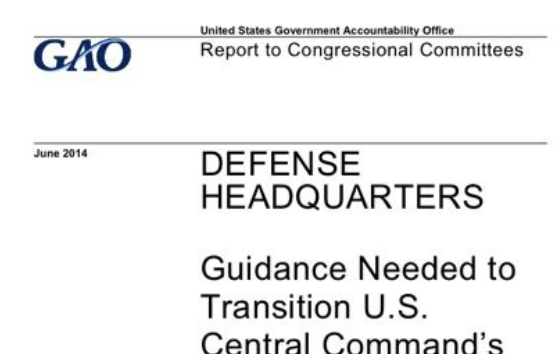 United States Government Accountability Office
GAO
Report to Congressional Committees
June 2014
DEFENSE
HEADQUARTERS
Guidance Needed to
Transition U.S.
Central Command's